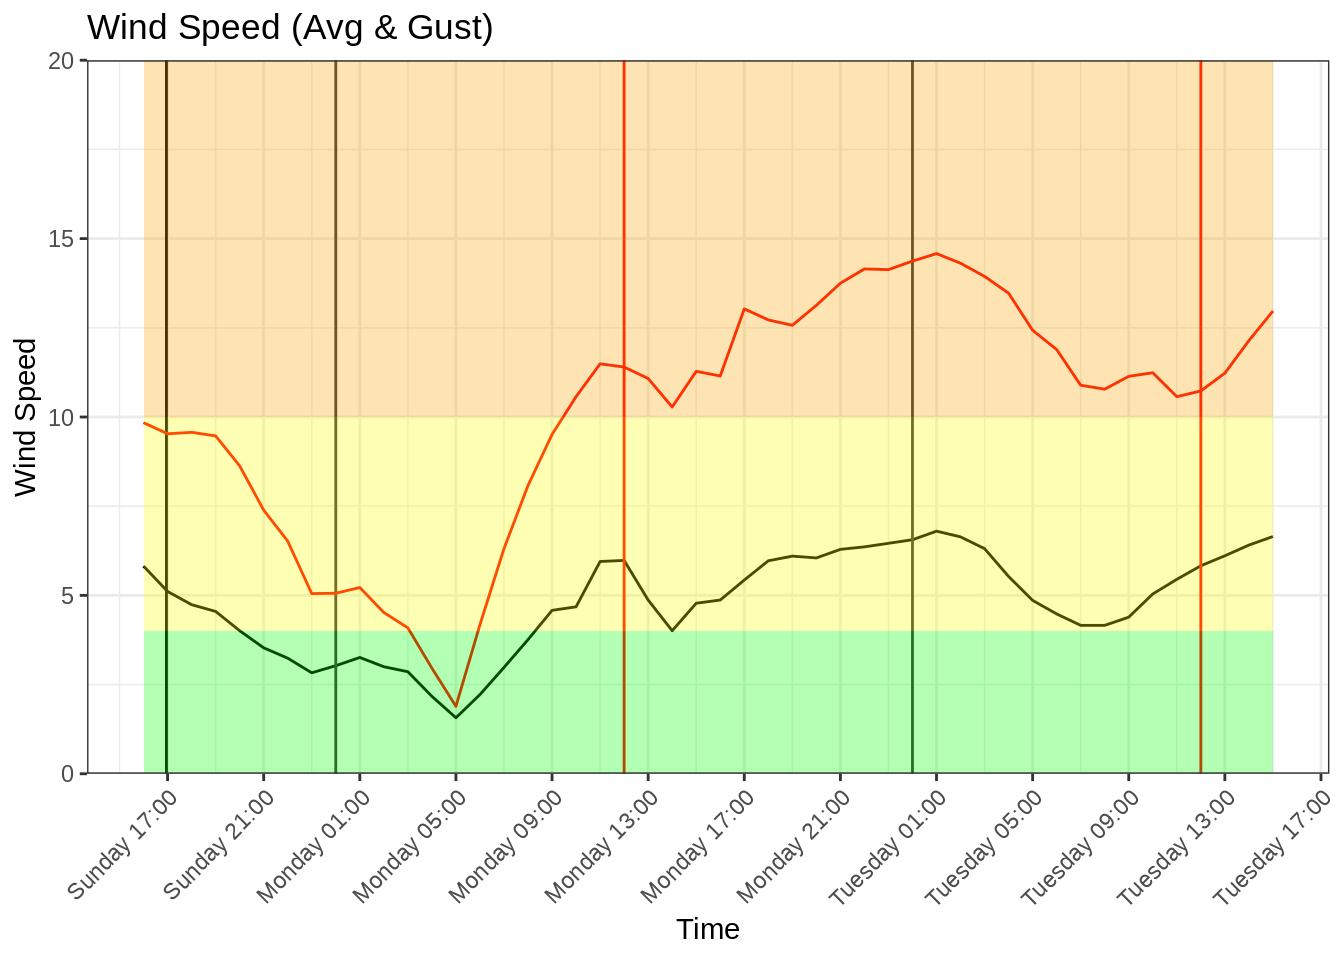 Wind Speed (Avg & Gust)
20
15
10
5
0
Wind Speed
Sunday 17:00
Sunday 21:00
Monday 01:00
Monday 05:00
Monday 09:00
Monday 13:00
Monday 17:00
Monday 21:00
Tuesday 01:00
Tuesday 05:00
Tuesday 09:00
Tuesday 13:00
Tuesday 17:00
Time